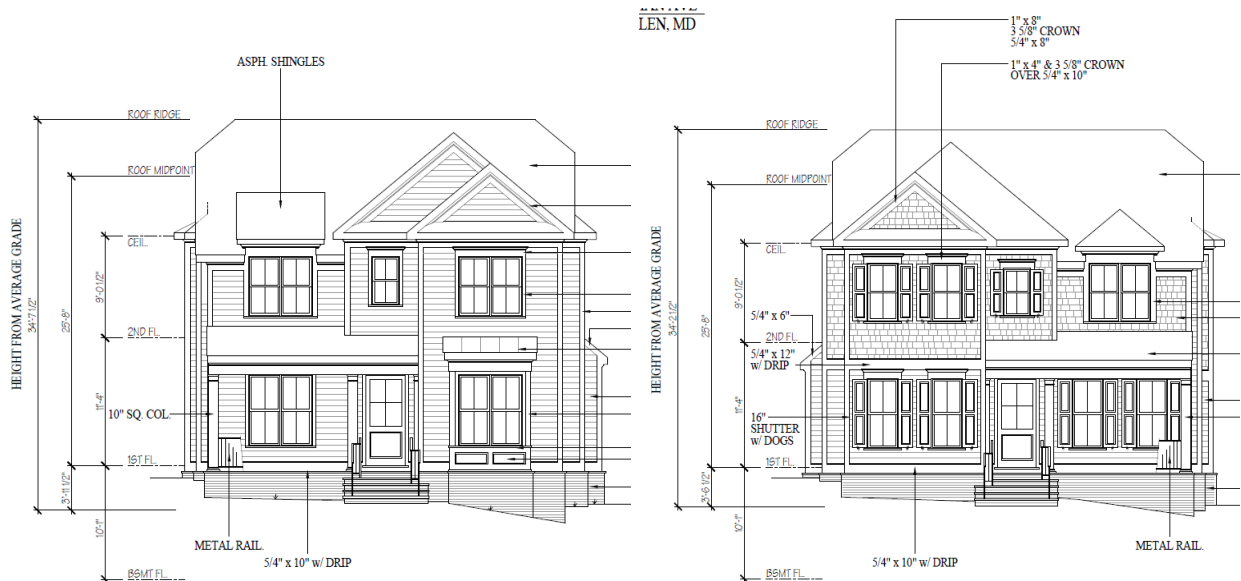 LEN, MD
ASPH. SHINGLES
ROOF RIDGE
ROOF MIDPOINT
CEIL.
2ND FL.
1ST FL.
BSMT FL.
HEIGHT FROM AVERAGE GRADE
34'-7 1/2"
25'-8"
9'-0 1/2"
11'-4"
3'-11 1/2"
10'-1"
10" SQ. COL.
METAL RAIL.
5/4" x 10" w/ DRIP
1" x 8"
3 5/8" CROWN
5/4" x 8"
1" x 4" & 3 5/8" CROWN
OVER 5/4" x 10"
ROOF RIDGE
ROOF MIDPOINT
CEIL.
2ND FL.
1ST FL.
BSMT FL.
HEIGHT FROM AVERAGE GRADE
34'-2 1/2"
25'-8"
9'-0 1/2"
11'-4"
3'-6 1/2"
10'-1"
5/4" x 6"
5/4" x 12"
w/ DRIP
16"
SHUTTER
w/ DOGS
5/4" x 10" w/ DRIP
METAL RAIL.